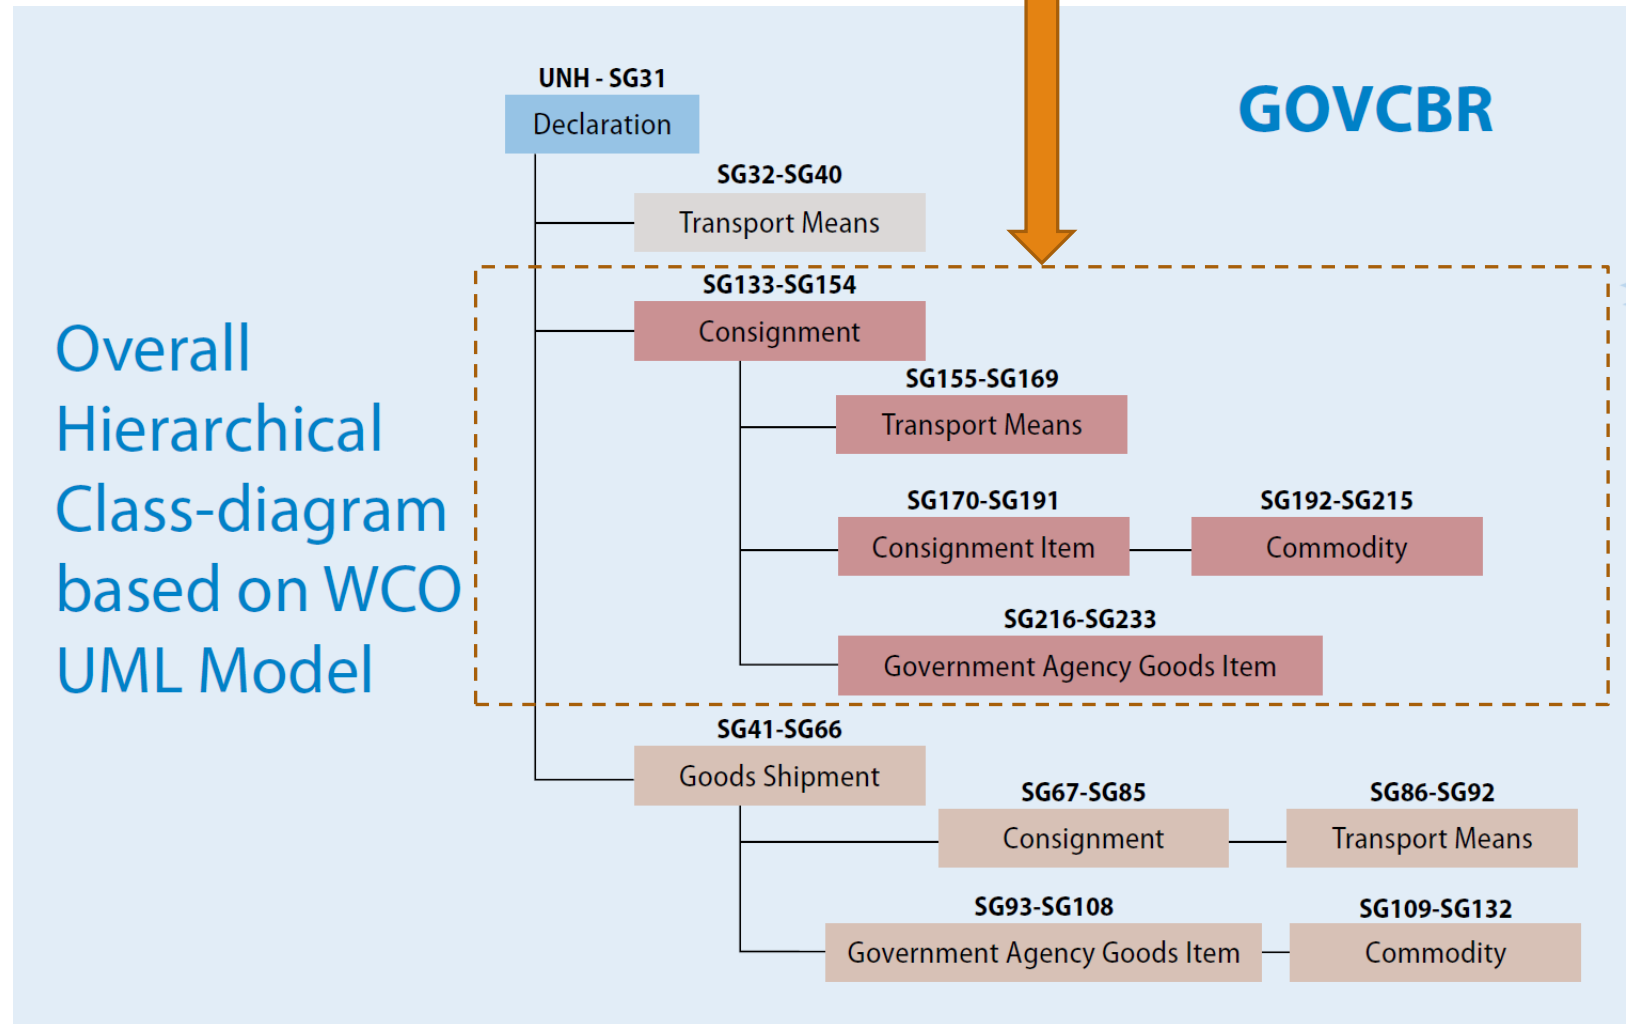 UNH - SG31
Declaration
GOVCBR
SG32-SG40
Transport Means
SG133-SG154
Consignment
SG155-SG169
Transport Means
SG170-SG191
Consignment Item
SG192-SG215
Commodity
SG216-SG233
Government Agency Goods Item
Overall
Hierarchical
Class-diagram
based on WCO
UML Model
SG41-SG66
Goods Shipment
SG67-SG85
Consignment
SG86-SG92
Transport Means
SG93-SG108
Government Agency Goods Item
SG109-SG132
Commodity